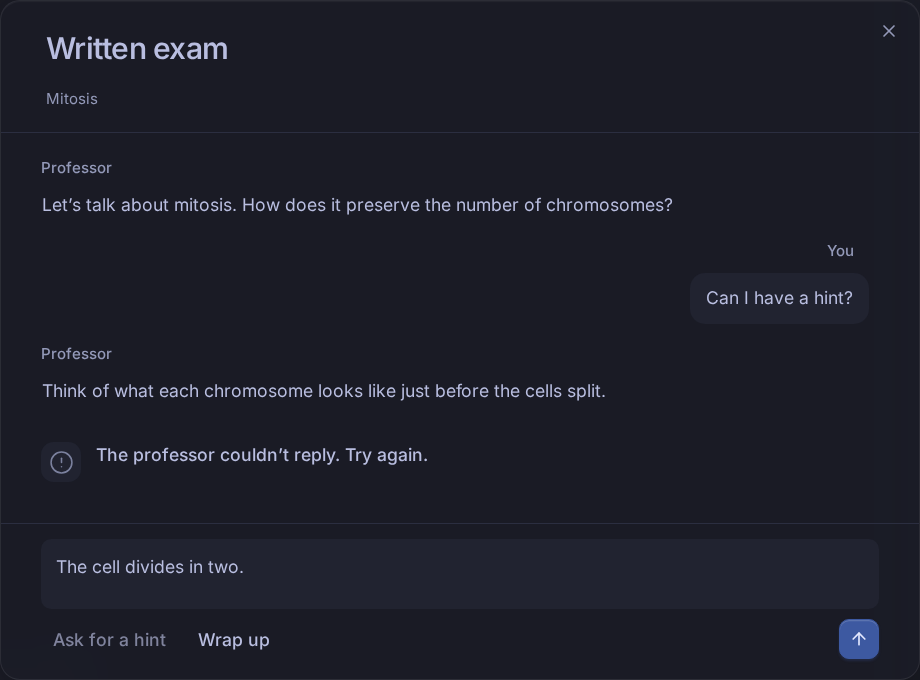 Written exam
Mitosis
Professor
Let’s talk about mitosis. How does it preserve the number of chromosomes?
You
Can I have a hint?
Professor
Think of what each chromosome looks like just before the cells split.
The professor couldn’t reply. Try again.
The cell divides in two.
Ask for a hint
Wrap up